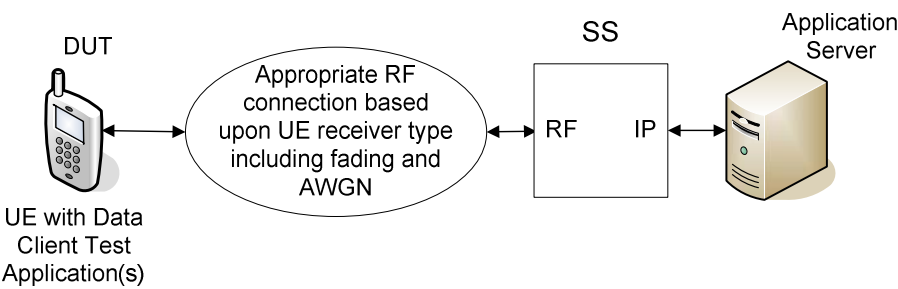 DUT
UE with Data
Client Test
Application(s)
Appropriate RF
connection based
upon UE receiver type
including fading and
AWGN
SS
RF
IP
Application
Server